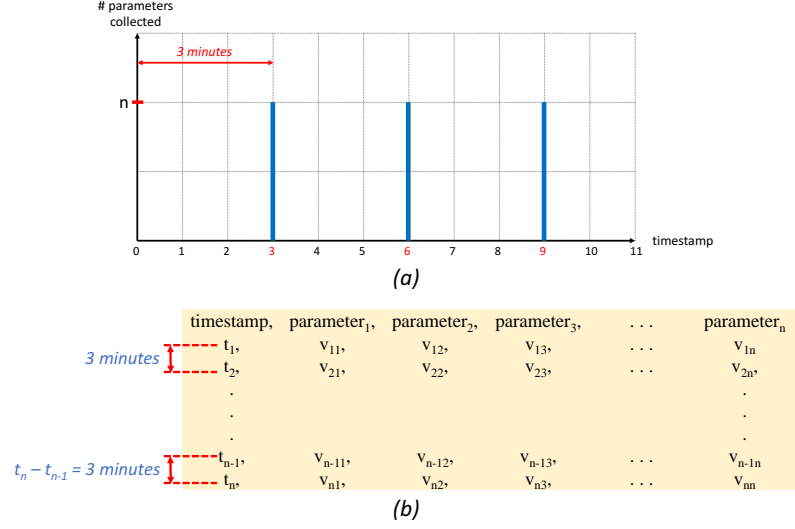 # parameters
collected
3 minutes
n
0 1 2 3 4 5 6 7 8 9 10 11
timestamp
(a)
timestamp, parameter₁, parameter₂, parameter₃, . . . parameterₙ
3 minutes
t₁, v₁₁, v₁₂, v₁₃, . . . v₁ₙ
t₂, v₂₁, v₂₂, v₂₃, . . . v₂ₙ,
. .
. .
. .
tₙ – tₙ₋₁ = 3 minutes
tₙ₋₁, vₙ₋₁₁, vₙ₋₁₂, vₙ₋₁₃, . . . vₙ₋₁ₙ
tₙ, vₙ₁, vₙ₂, vₙ₃, . . . vₙₙ
(b)